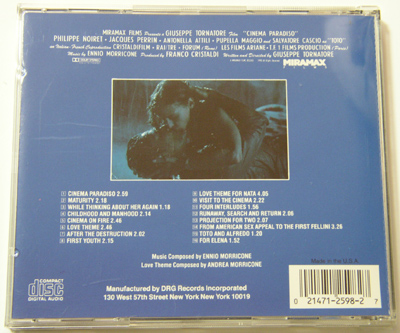 MIRAMAX FILMS Presents a GIUSEPPE TORNATORE Film "CINEMA PARADISO"
PHILIPPE NOIRET • JACQUES PERRIN • ANTONELLA ATTILI • PUPELLA MAGGIO and SALVATORE CASCIO as "TOTO"
An Italian/French Coproduction CRISTALDIFILM • RAI TRE • FORUM (Rome) LES FILMS ARIANE • T.F 1 FILMS PRODUCTION (Paris)
Music by ENNIO MORRICONE Produced by FRANCO CRISTALDI Written and Directed by GIUSEPPE TORNATORE
MIRAMAX
CINEMA PARADISO 2.59
MATURITY 2.18
WHILE THINKING ABOUT HER AGAIN 1.18
CHILDHOOD AND MANHOOD 2.14
CINEMA ON FIRE 2.46
LOVE THEME 2.46
AFTER THE DESTRUCTION 2.02
FIRST YOUTH 2.15
LOVE THEME FOR NATA 4.05
VISIT TO THE CINEMA 2.22
FOUR INTERLUDES 1.56
RUNAWAY, SEARCH AND RETURN 2.06
PROJECTION FOR TWO 2.07
FROM AMERICAN SEX APPEAL TO THE FIRST FELLINI 3.26
TOTO AND ALFREDO 1.20
FOR ELENA 1.52
Music Composed by ENNIO MORRICONE
Love Theme Composed by ANDREA MORRICONE
COMPACT
disc
DIGITAL AUDIO
Manufactured by DRG Records Incorporated
130 West 57th Street New York New York 10019
Made in the U.S.A.
0 21471-2598-2 7